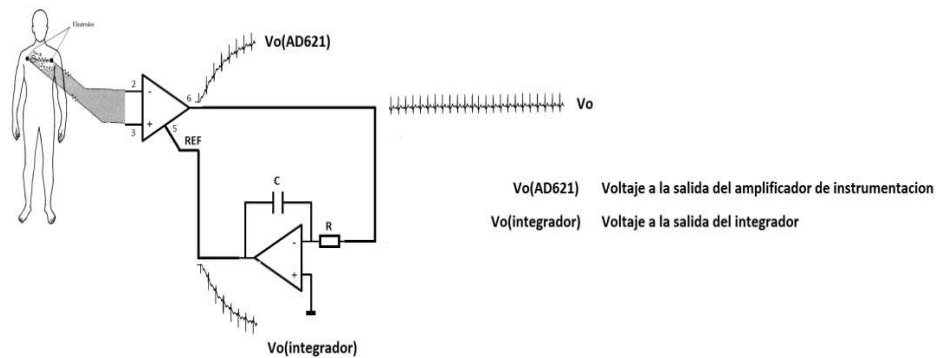 Electrodos
Vo(AD621)
2
-
6
Vo
3
+
5
REF
Vo(AD621) Voltaje a la salida del amplificador de instrumentacion
C
Vo(integrador) Voltaje a la salida del integrador
R
-
+
Vo(integrador)